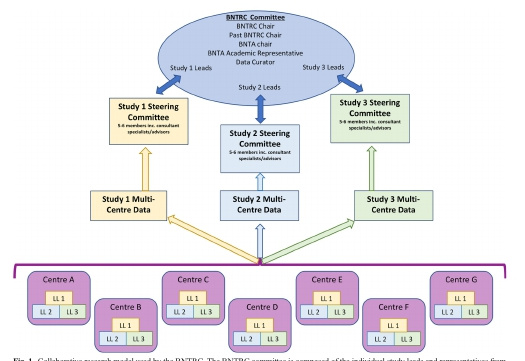 BNTRC Committee
BNTRC Chair
Past BNTRC Chair
BNTA chair
BNTA Academic Representative
Data Curator
Study 1 Leads
Study 3 Leads
Study 2 Leads
Study 1 Steering
Committee
5-6 members inc. consultant
specialists/advisors
Study 2 Steering
Committee
5-6 members inc. consultant
specialists/advisors
Study 3 Steering
Committee
5-6 members inc. consultant
specialists/advisors
Study 1 Multi-
Centre Data
Study 2 Multi-
Centre Data
Study 3 Multi-
Centre Data
Centre A
LL 1
LL 2 LL 3
Centre B
LL 1
LL 2 LL 3
Centre C
LL 1
LL 2 LL 3
Centre D
LL 1
LL 2 LL 3
Centre E
LL 1
LL 2 LL 3
Centre F
LL 1
LL 2 LL 3
Centre G
LL 1
LL 2 LL 3
Fig. 1. Collaborative research model used by the BNTRC. The BNTRC committee is composed of the individual study leads and representatives from